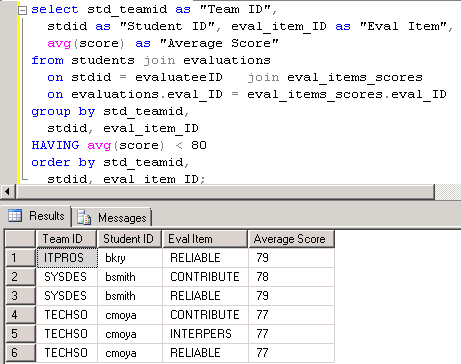 select std_teamid as "Team ID",
stdid as "Student ID", eval_item_ID as "Eval Item",
avg(score) as "Average Score"
from students join evaluations
on stdid = evaluateeID   join eval_items_scores
on evaluations.eval_ID = eval_items_scores.eval_ID
group by std_teamid,
stdid, eval_item_ID
HAVING avg(score) < 80
order by std_teamid,
stdid, eval_item_ID;
Results Messages
Team ID Student ID Eval Item Average Score
1 ITPROS bkry RELIABLE 79
2 SYSDES bsmith CONTRIBUTE 78
3 SYSDES bsmith RELIABLE 79
4 TECHSO cmoya CONTRIBUTE 77
5 TECHSO cmoya INTERPERS 77
6 TECHSO cmoya RELIABLE 77